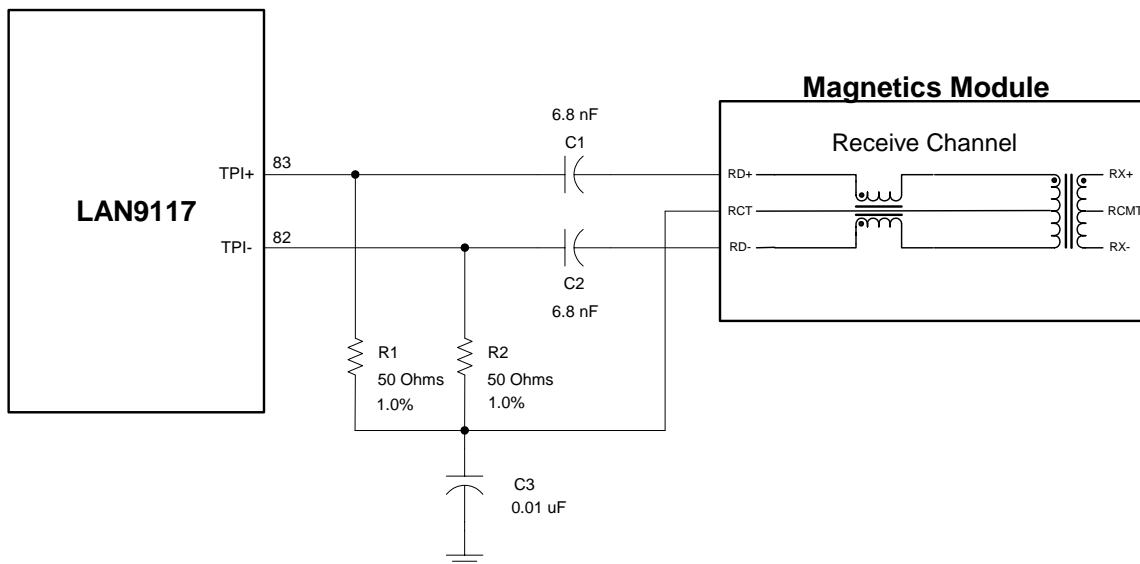 Magnetics Module
6.8 nF
C1
Receive Channel
TPI+
83
RD+
RX+
LAN9117
RCT
RCMT
TPI-
82
RD-
RX-
C2
6.8 nF
R1
50 Ohms
1.0%
R2
50 Ohms
1.0%
C3
0.01 uF